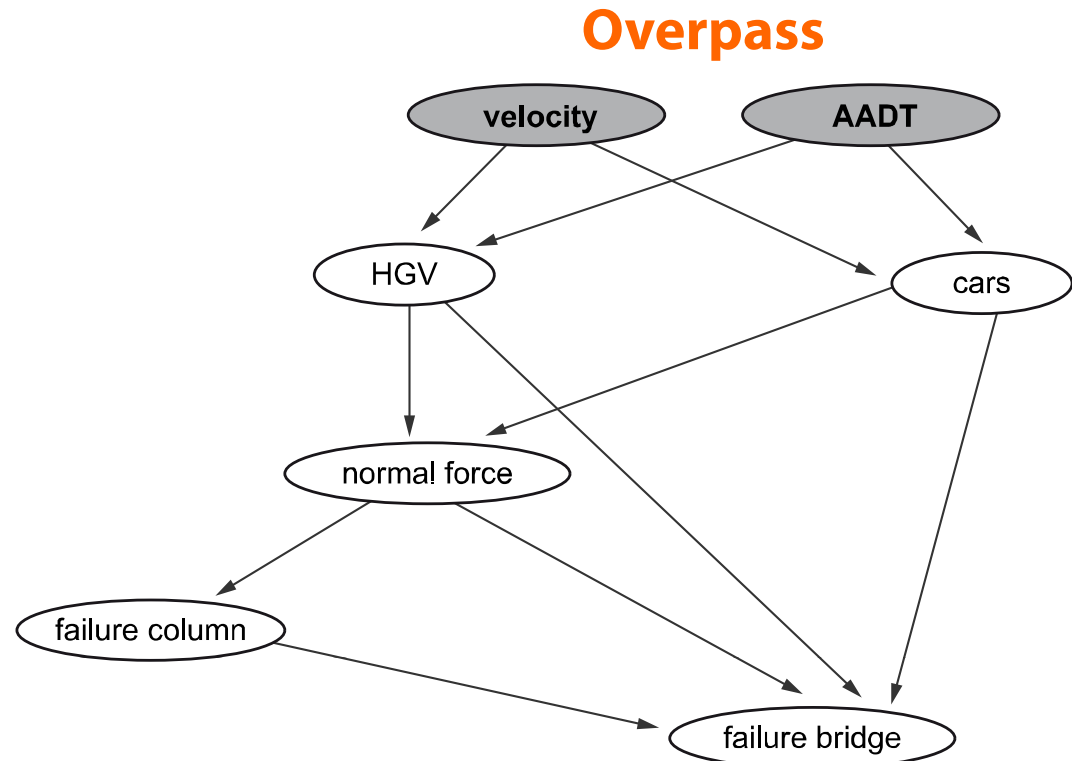 Overpass
velocity
AADT
HGV
cars
normal force
failure column
failure bridge